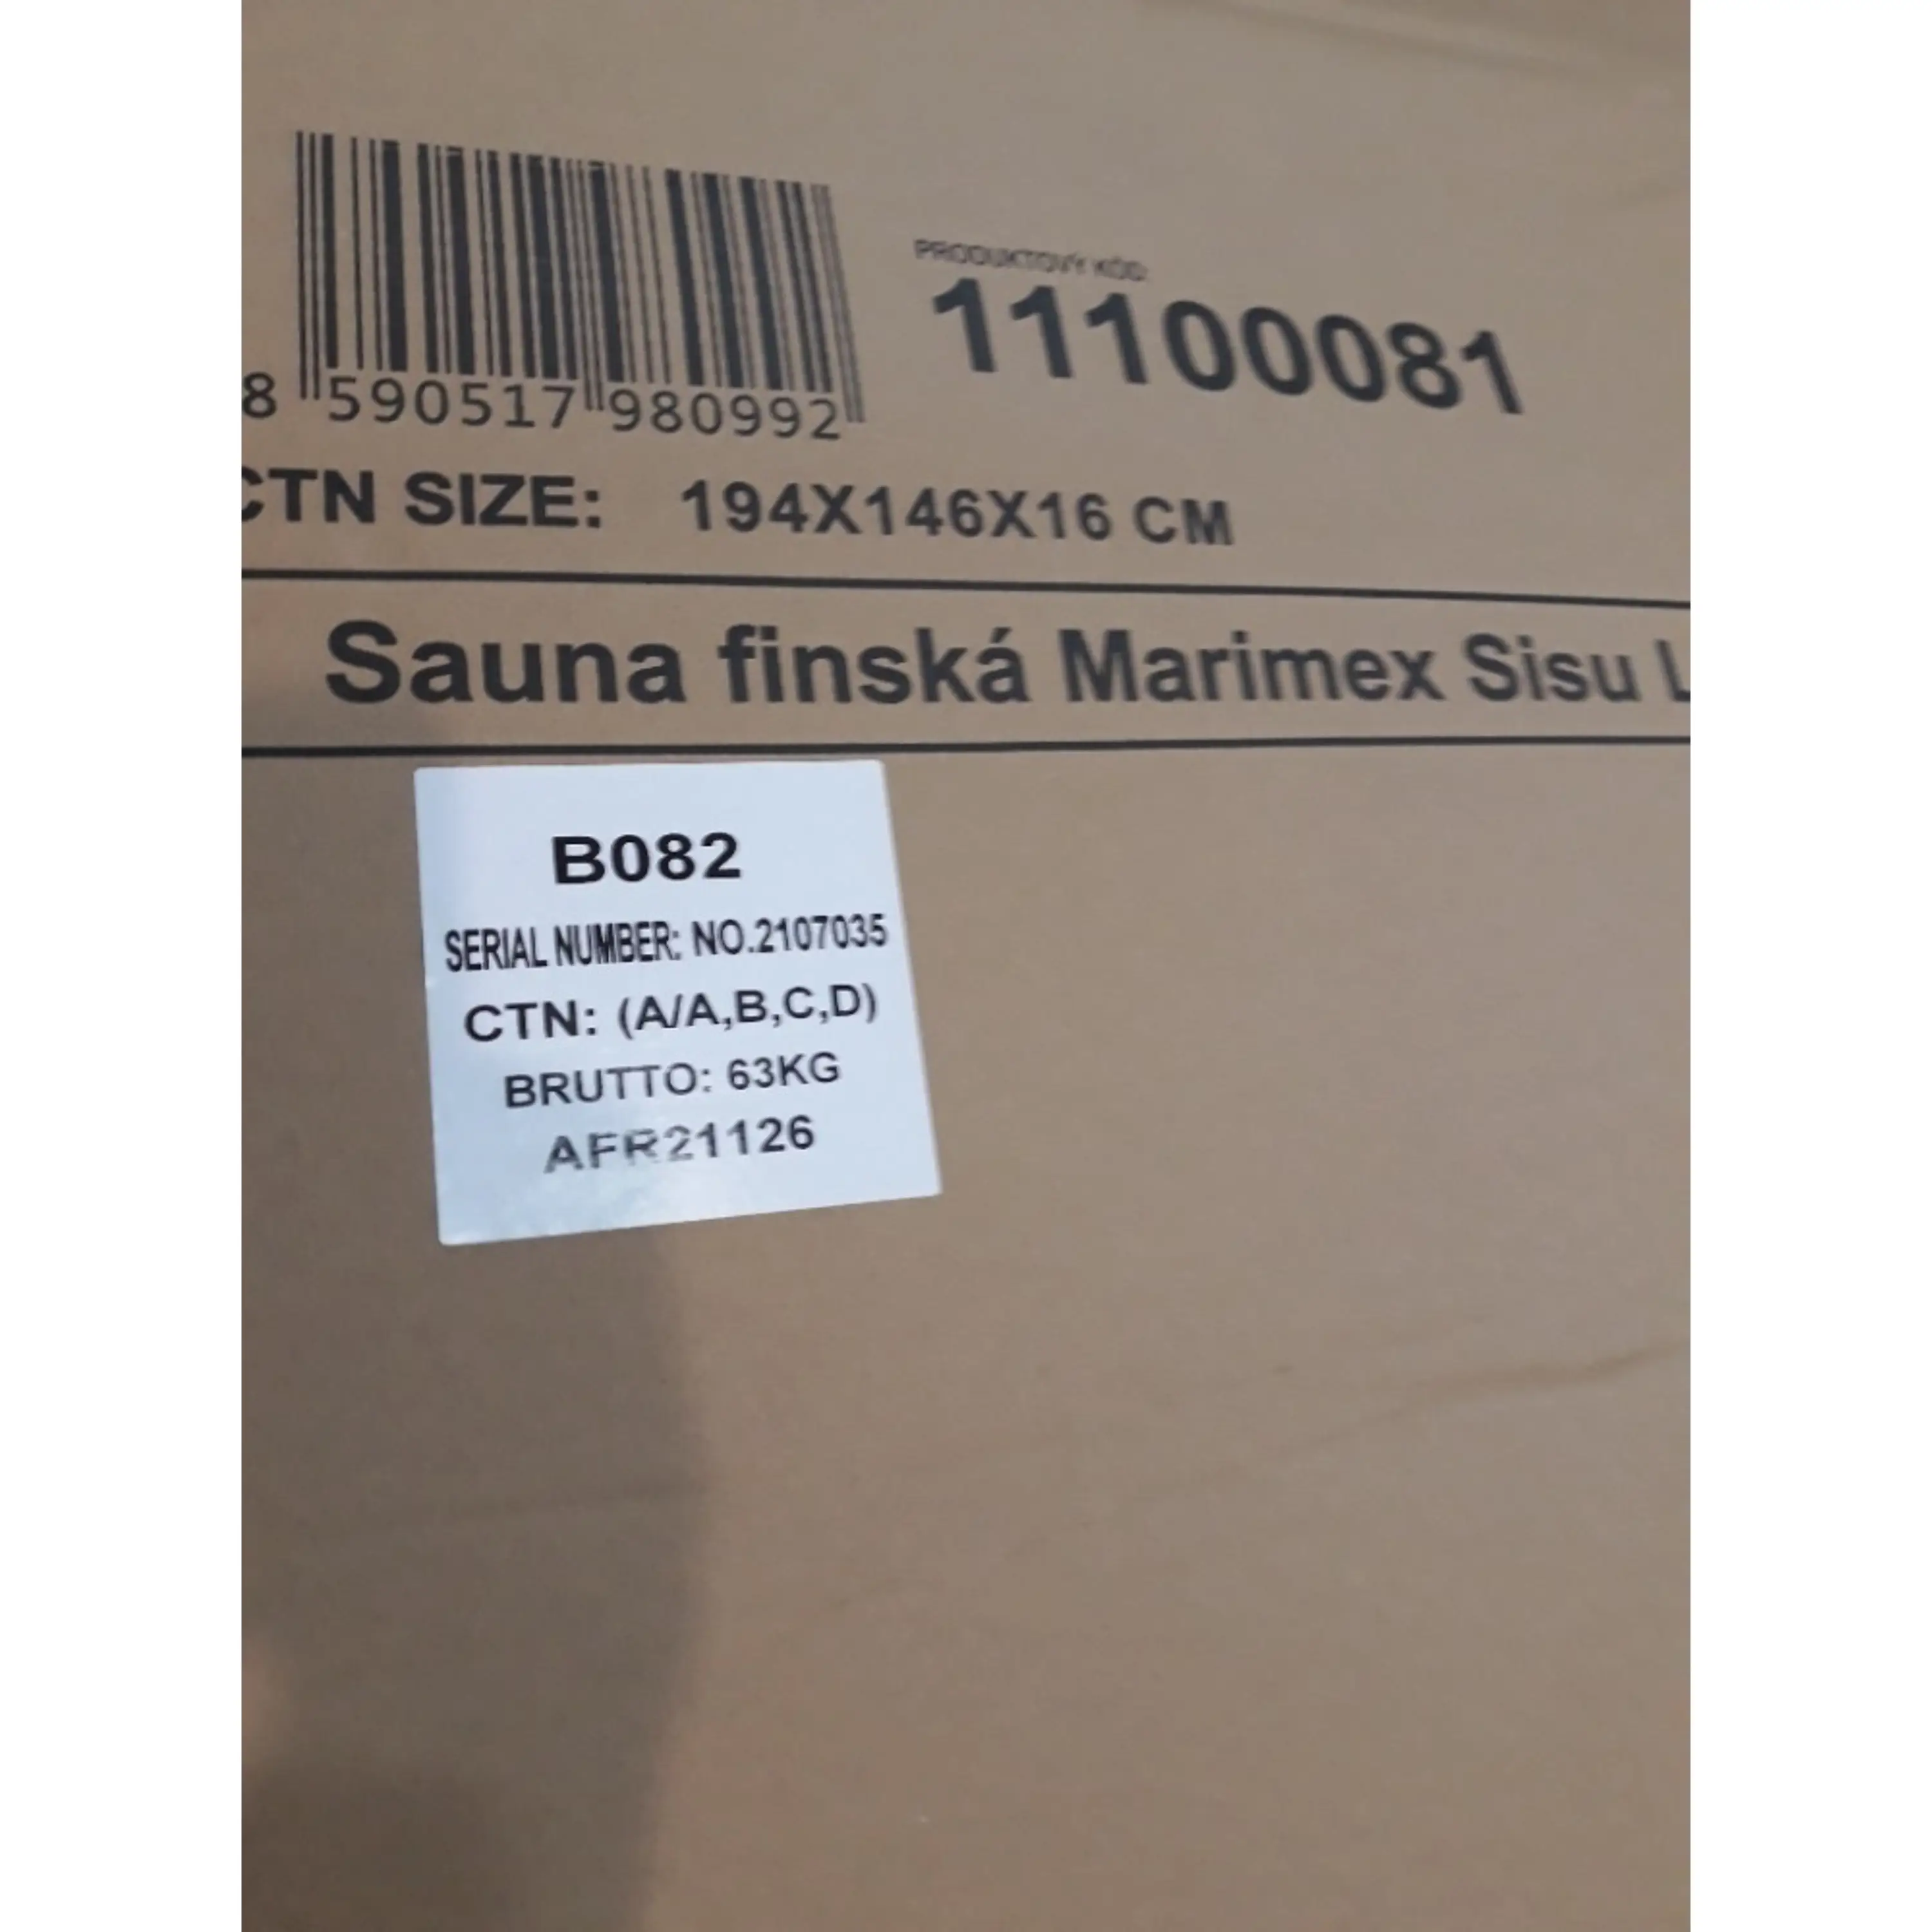 PRODUKTOVÝ KÓD:
11100081
8 590517 980992
CTN SIZE: 194X146X16 CM
Sauna finská Marimex Sisu L
B082
SERIAL NUMBER: NO.2107035
CTN: (A/A,B,C,D)
BRUTTO: 63KG
AFR21126